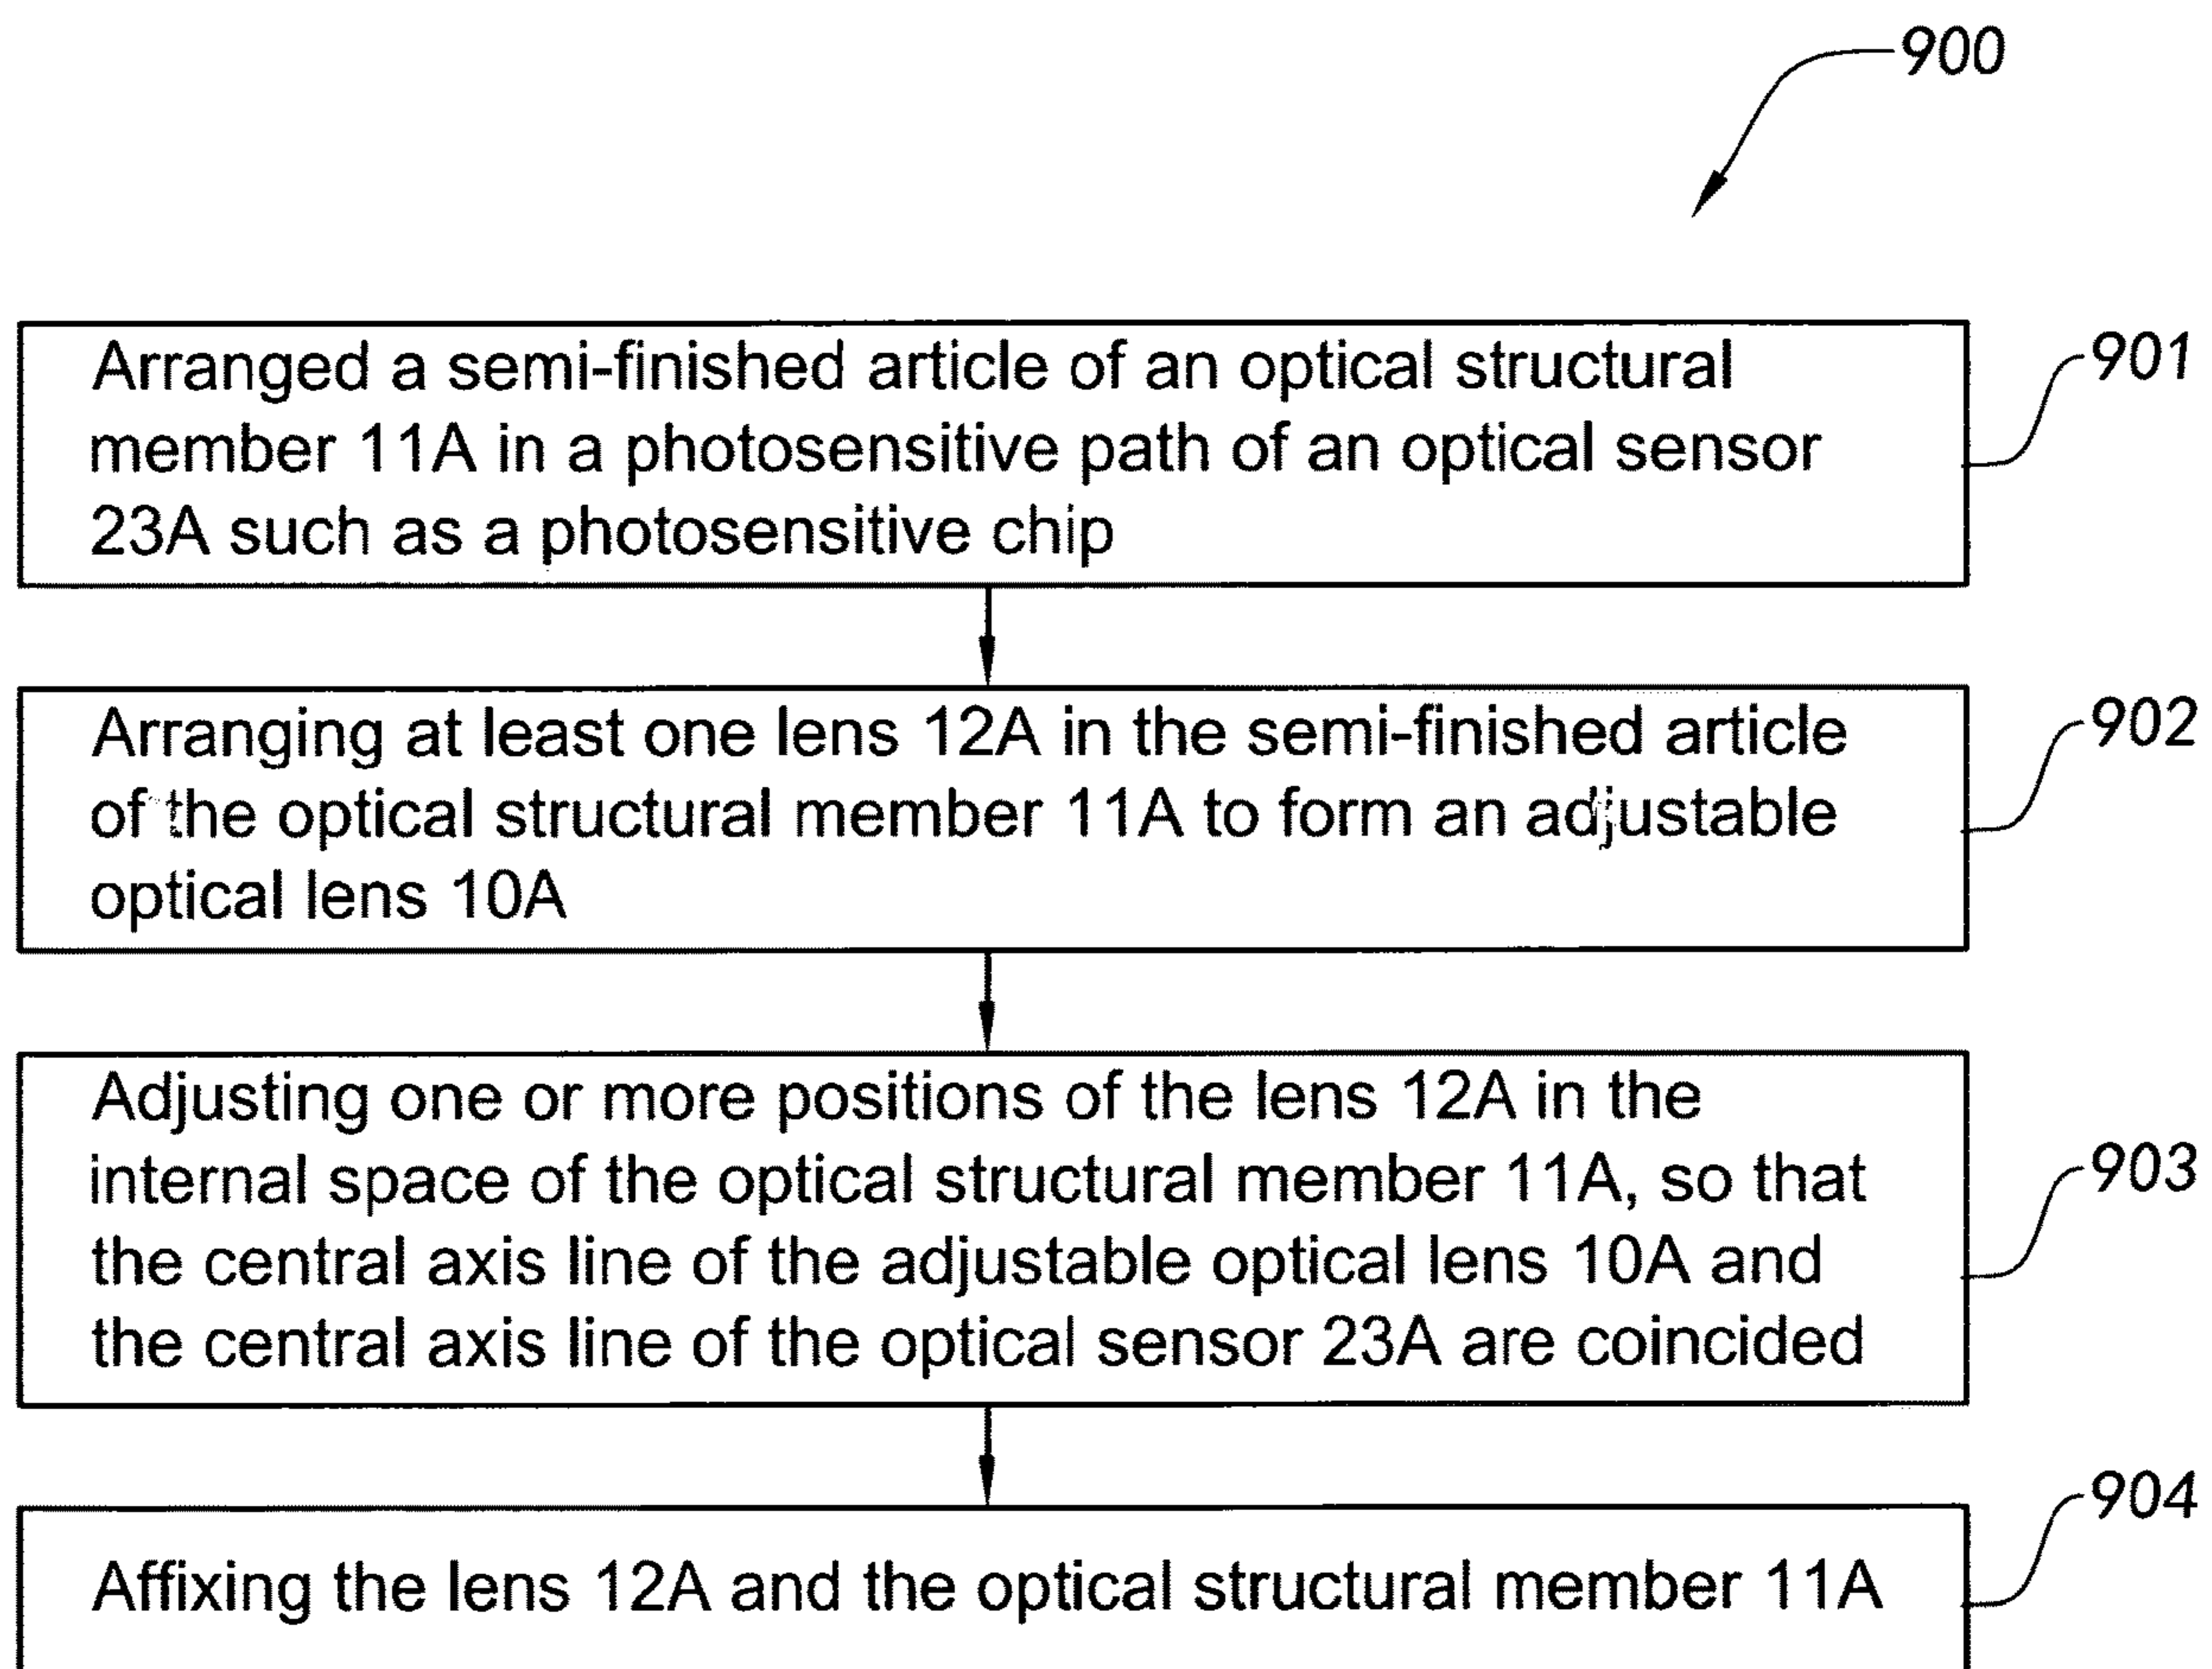 900
Arranged a semi-finished article of an optical structural
member 11A in a photosensitive path of an optical sensor
23A such as a photosensitive chip
901
Arranging at least one lens 12A in the semi-finished article
of the optical structural member 11A to form an adjustable
optical lens 10A
902
Adjusting one or more positions of the lens 12A in the
internal space of the optical structural member 11A, so that
the central axis line of the adjustable optical lens 10A and
the central axis line of the optical sensor 23A are coincided
903
Affixing the lens 12A and the optical structural member 11A
904